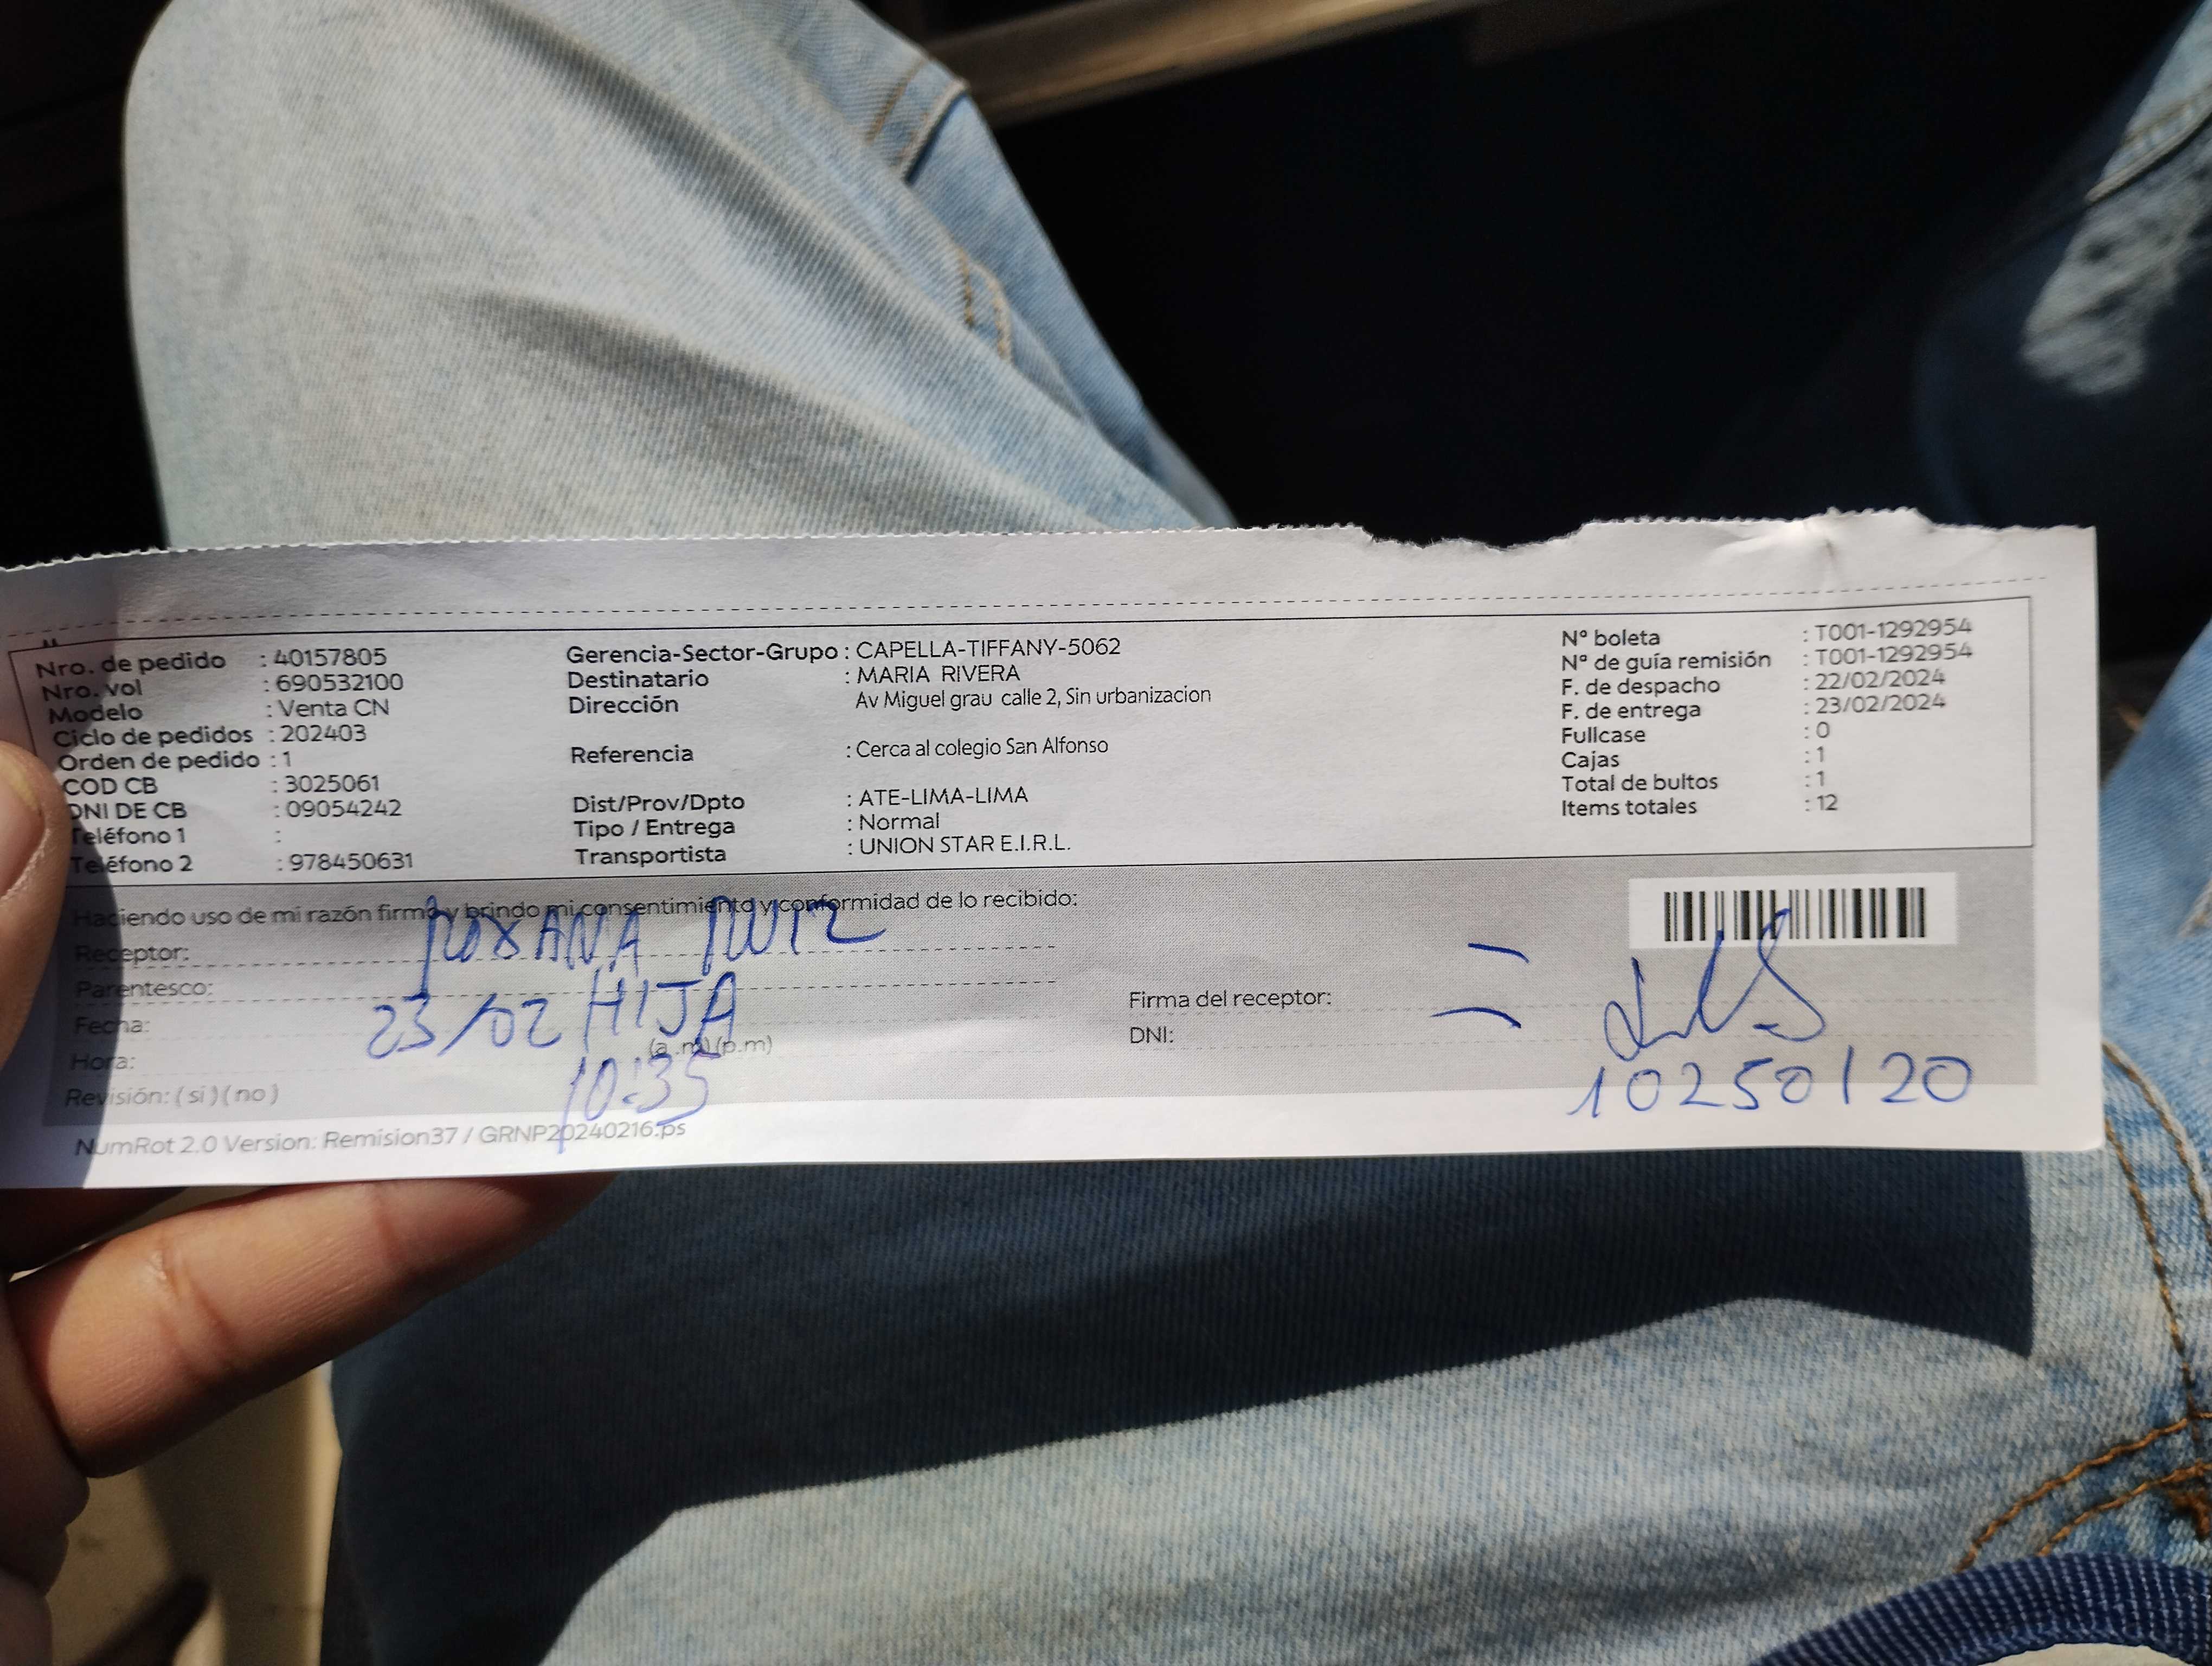 Nro. de pedido : 40157805
Nro. vol : 690532100
Modelo : Venta CN
Ciclo de pedidos : 202403
Orden de pedido : 1
COD CB : 3025061
DNI DE CB : 09054242
Teléfono 1 :
Teléfono 2 : 978450631
Gerencia-Sector-Grupo : CAPELLA-TIFFANY-5062
Destinatario : MARIA RIVERA
Dirección Av Miguel grau calle 2, Sin urbanizacion
Referencia : Cerca al colegio San Alfonso
Dist/Prov/Dpto : ATE-LIMA-LIMA
Tipo / Entrega : Normal
Transportista : UNION STAR E.I.R.L.
N° boleta : T001-1292954
N° de guía remisión : T001-1292954
F. de despacho : 22/02/2024
F. de entrega : 23/02/2024
Fullcase : 0
Cajas : 1
Total de bultos : 1
Items totales : 12
Haciendo uso de mi razón firmo y brindo mi consentimiento y conformidad de lo recibido:
Receptor: ROXANA RUIZ
Parentesco: HIJA
Fecha: 23/02
Hora: 10:35 (a.m) (p.m)
Revisión: ( si ) ( no )
Firma del receptor:
DNI: 10250120
NumRot 2.0 Version: Remision37 / GRNP20240216.ps